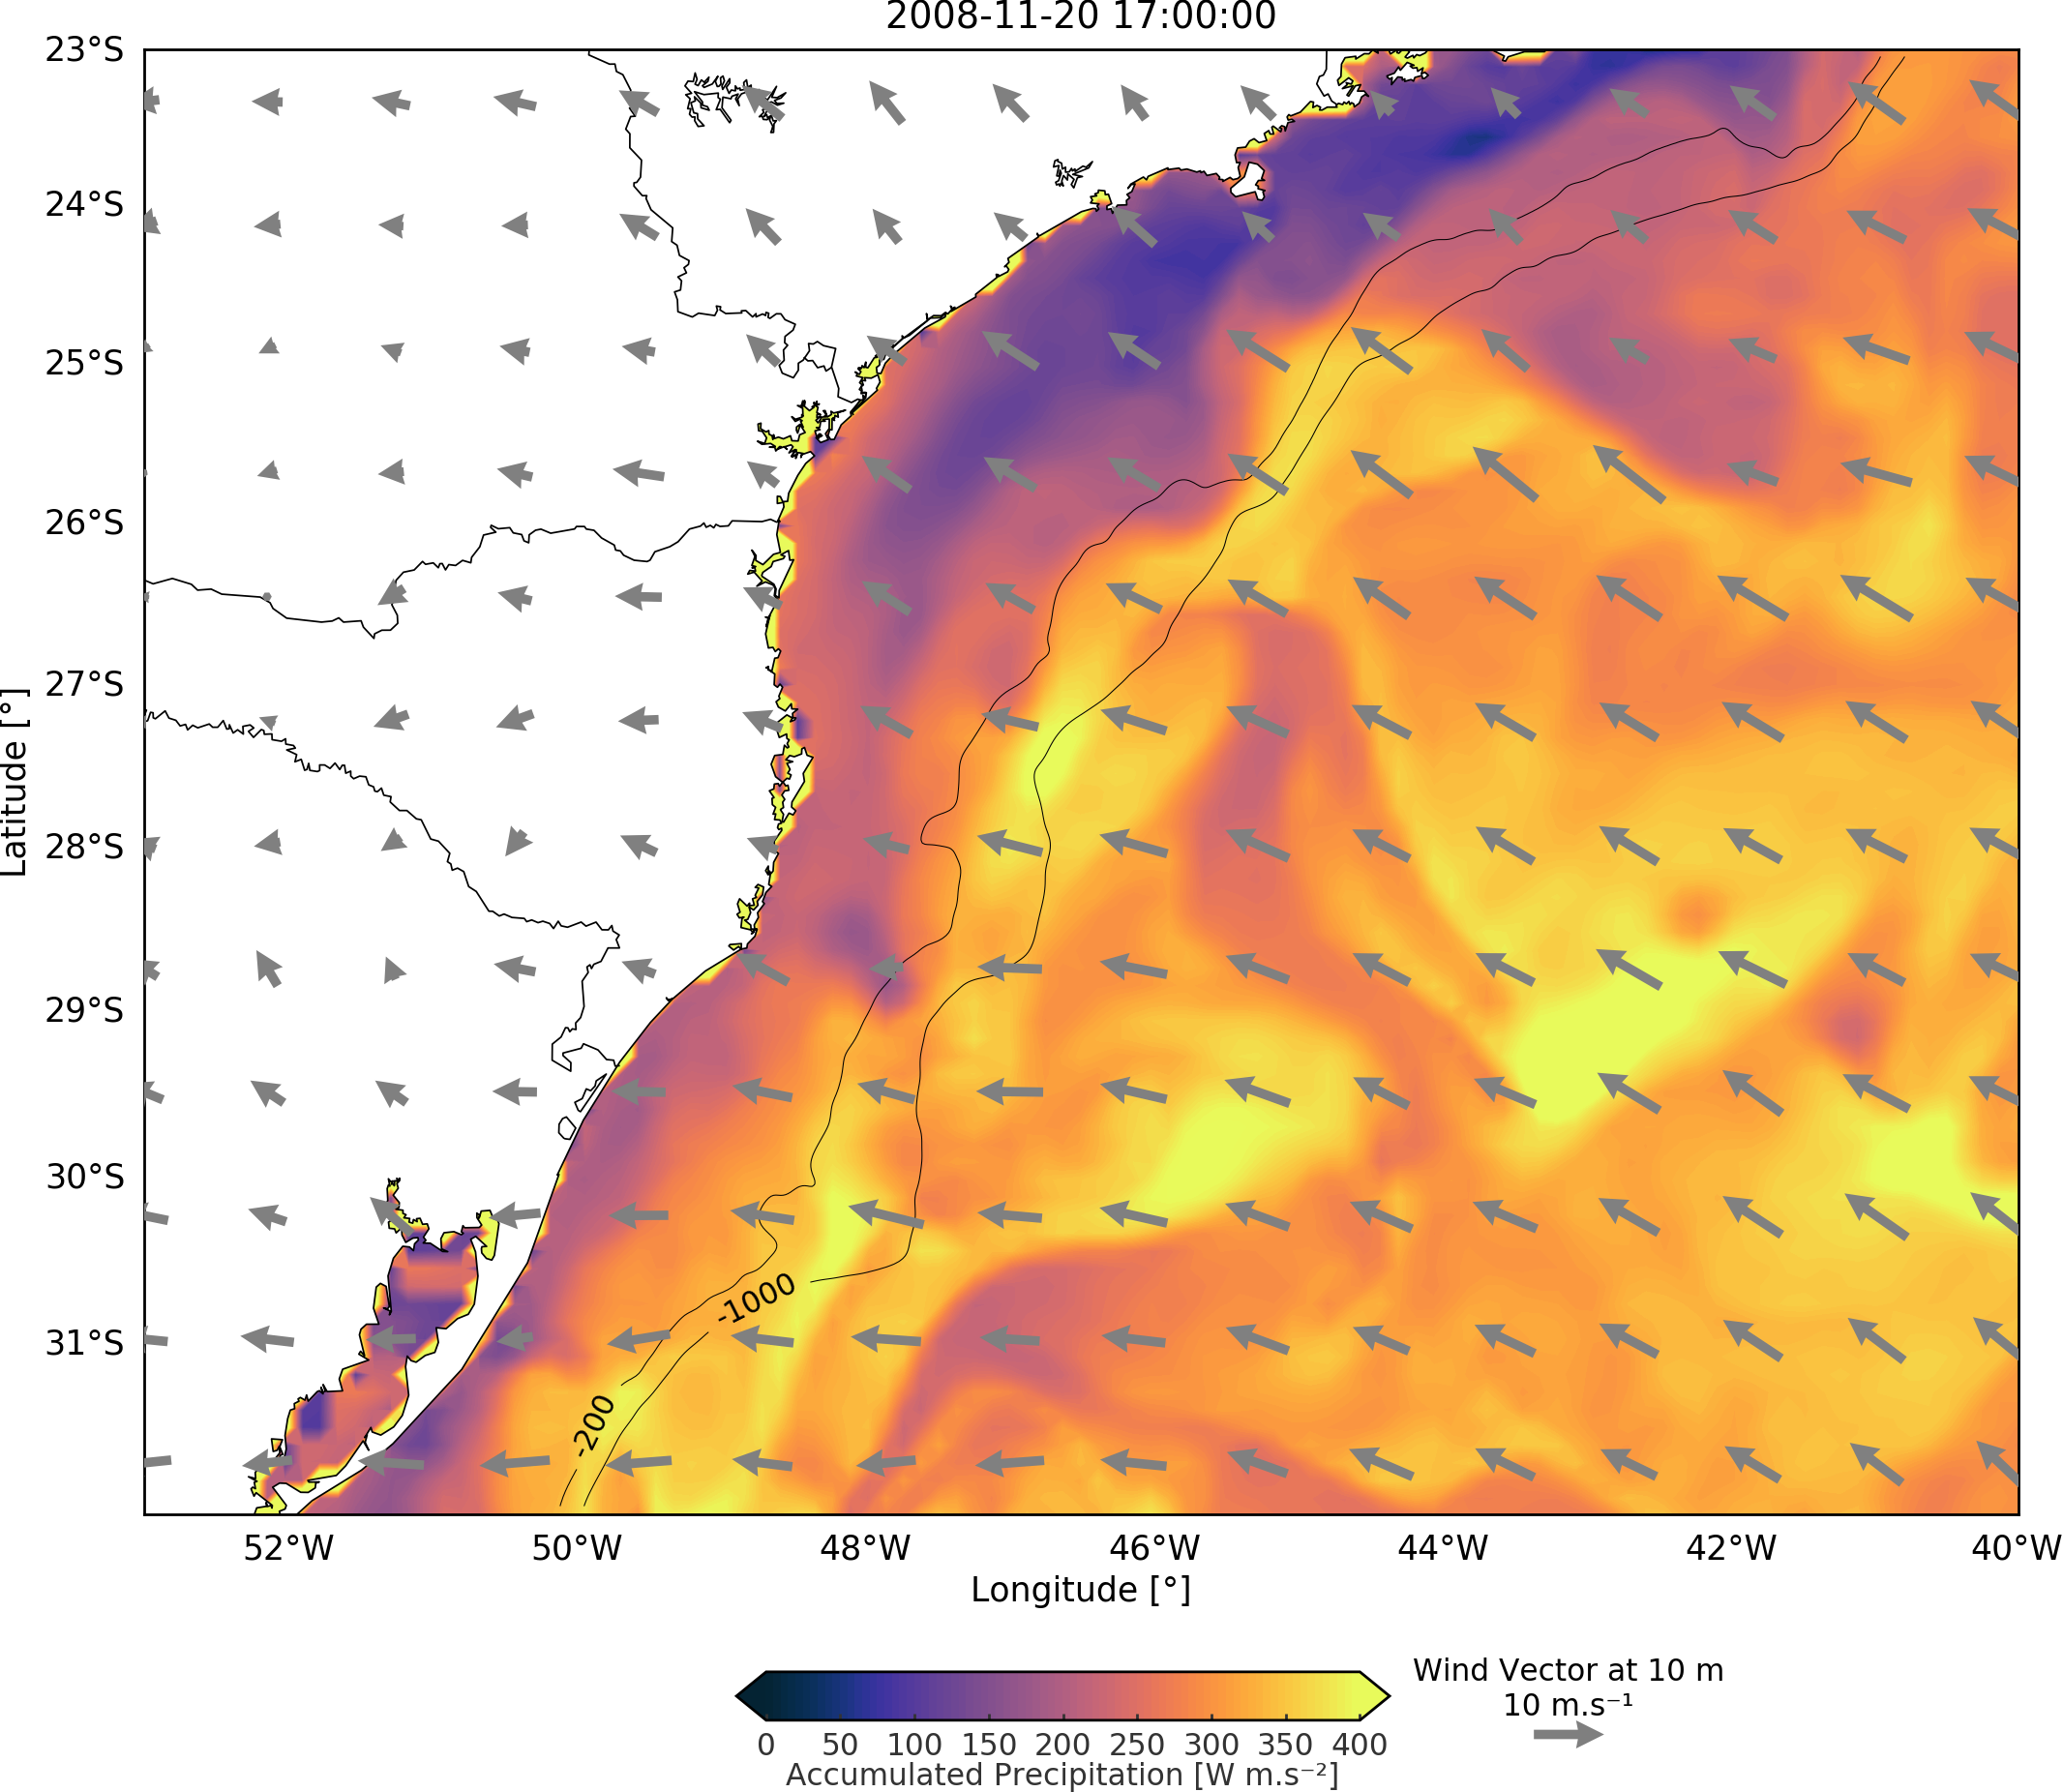 2008-11-20 17:00:00
23°S
24°S
25°S
26°S
27°S
28°S
29°S
30°S
31°S
Latitude [°]
-1000
-200
52°W 50°W 48°W 46°W 44°W 42°W 40°W
Longitude [°]
Wind Vector at 10 m
10 m.s⁻¹
0 50 100 150 200 250 300 350 400
Accumulated Precipitation [W m.s⁻²]